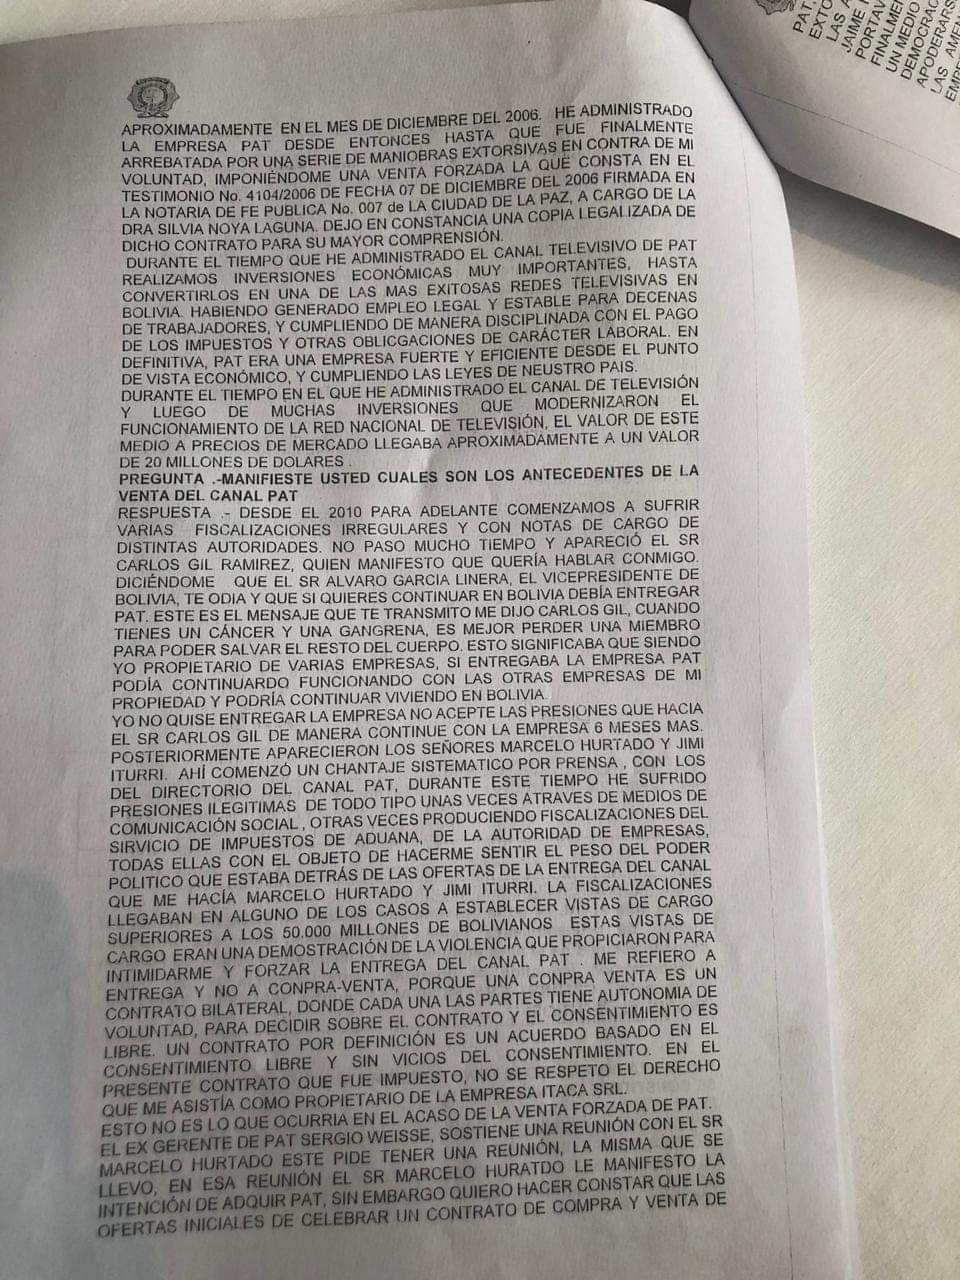 APROXIMADAMENTE EN EL MES DE DICIEMBRE DEL 2006. HE ADMINISTRADO
LA EMPRESA PAT DESDE ENTONCES HASTA QUE FUE FINALMENTE
ARREBATADA POR UNA SERIE DE MANIOBRAS EXTORSIVAS EN CONTRA DE MI
VOLUNTAD, IMPONIÉNDOME UNA VENTA FORZADA LA QUE CONSTA EN EL
TESTIMONIO No. 4104/2006 DE FECHA 07 DE DICIEMBRE DEL 2006 FIRMADA EN
LA NOTARIA DE FE PUBLICA No. 007 de LA CIUDAD DE LA PAZ, A CARGO DE LA
DRA SILVIA NOYA LAGUNA. DEJO EN CONSTANCIA UNA COPIA LEGALIZADA DE
DICHO CONTRATO PARA SU MAYOR COMPRENSIÓN.
DURANTE EL TIEMPO QUE HE ADMINISTRADO EL CANAL TELEVISIVO DE PAT
REALIZAMOS INVERSIONES ECONÓMICAS MUY IMPORTANTES, HASTA
CONVERTIRLOS EN UNA DE LAS MAS EXITOSAS REDES TELEVISIVAS EN
BOLIVIA. HABIENDO GENERADO EMPLEO LEGAL Y ESTABLE PARA DECENAS
DE TRABAJADORES, Y CUMPLIENDO DE MANERA DISCIPLINADA CON EL PAGO
DE LOS IMPUESTOS Y OTRAS OBLICGACIONES DE CARÁCTER LABORAL. EN
DEFINITIVA, PAT ERA UNA EMPRESA FUERTE Y EFICIENTE DESDE EL PUNTO
DE VISTA ECONÓMICO, Y CUMPLIENDO LAS LEYES DE NEUSTRO PAIS.
DURANTE EL TIEMPO EN EL QUE HE ADMINISTRADO EL CANAL DE TELEVISIÓN
Y LUEGO DE MUCHAS INVERSIONES QUE MODERNIZARON EL
FUNCIONAMIENTO DE LA RED NACIONAL DE TELEVISIÓN, EL VALOR DE ESTE
MEDIO A PRECIOS DE MERCADO LLEGABA APROXIMADAMENTE A UN VALOR
DE 20 MILLONES DE DOLARES .
PREGUNTA .-MANIFIESTE USTED CUALES SON LOS ANTECEDENTES DE LA
VENTA DEL CANAL PAT
RESPUESTA .- DESDE EL 2010 PARA ADELANTE COMENZAMOS A SUFRIR
VARIAS FISCALIZACIONES IRREGULARES Y CON NOTAS DE CARGO DE
DISTINTAS AUTORIDADES. NO PASO MUCHO TIEMPO Y APARECIÓ EL SR
CARLOS GIL RAMIREZ, QUIEN MANIFESTO QUE QUERÍA HABLAR CONMIGO.
DICIÉNDOME QUE EL SR ALVARO GARCIA LINERA, EL VICEPRESIDENTE DE
BOLIVIA, TE ODIA Y QUE SI QUIERES CONTINUAR EN BOLIVIA DEBÍA ENTREGAR
PAT. ESTE ES EL MENSAJE QUE TE TRANSMITO ME DIJO CARLOS GIL, CUANDO
TIENES UN CÁNCER Y UNA GANGRENA, ES MEJOR PERDER UNA MIEMBRO
PARA PODER SALVAR EL RESTO DEL CUERPO. ESTO SIGNIFICABA QUE SIENDO
YO PROPIETARIO DE VARIAS EMPRESAS, SI ENTREGABA LA EMPRESA PAT
PODÍA CONTINUARDO FUNCIONANDO CON LAS OTRAS EMPRESAS DE MI
PROPIEDAD Y PODRÍA CONTINUAR VIVIENDO EN BOLIVIA.
YO NO QUISE ENTREGAR LA EMPRESA NO ACEPTE LAS PRESIONES QUE HACIA
EL SR CARLOS GIL DE MANERA CONTINUE CON LA EMPRESA 6 MESES MAS.
POSTERIORMENTE APARECIERON LOS SEÑORES MARCELO HURTADO Y JIMI
ITURRI. AHÍ COMENZÓ UN CHANTAJE SISTEMATICO POR PRENSA , CON LOS
DEL DIRECTORIO DEL CANAL PAT, DURANTE ESTE TIEMPO HE SUFRIDO
PRESIONES ILEGITIMAS DE TODO TIPO UNAS VECES ATRAVES DE MEDIOS DE
COMUNICACIÓN SOCIAL , OTRAS VECES PRODUCIENDO FISCALIZACIONES DEL
SIRVICIO DE IMPUESTOS DE ADUANA, DE LA AUTORIDAD DE EMPRESAS,
TODAS ELLAS CON EL OBJETO DE HACERME SENTIR EL PESO DEL PODER
POLITICO QUE ESTABA DETRÁS DE LAS OFERTAS DE LA ENTREGA DEL CANAL
QUE ME HACÍA MARCELO HURTADO Y JIMI ITURRI. LA FISCALIZACIONES
LLEGABAN EN ALGUNO DE LOS CASOS A ESTABLECER VISTAS DE CARGO
SUPERIORES A LOS 50.000 MILLONES DE BOLIVIANOS ESTAS VISTAS DE
CARGO ERAN UNA DEMOSTRACIÓN DE LA VIOLENCIA QUE PROPICIARON PARA
INTIMIDARME Y FORZAR LA ENTREGA DEL CANAL PAT . ME REFIERO A
ENTREGA Y NO A CONPRA-VENTA, PORQUE UNA CONPRA VENTA ES UN
CONTRATO BILATERAL, DONDE CADA UNA LAS PARTES TIENE AUTONOMIA DE
VOLUNTAD, PARA DECIDIR SOBRE EL CONTRATO Y EL CONSENTIMIENTO ES
LIBRE. UN CONTRATO POR DEFINICIÓN ES UN ACUERDO BASADO EN EL
CONSENTIMIENTO LIBRE Y SIN VICIOS DEL CONSENTIMIENTO. EN EL
PRESENTE CONTRATO QUE FUE IMPUESTO, NO SE RESPETO EL DERECHO
QUE ME ASISTÍA COMO PROPIETARIO DE LA EMPRESA ITACA SRL.
ESTO NO ES LO QUE OCURRIA EN EL ACASO DE LA VENTA FORZADA DE PAT.
EL EX GERENTE DE PAT SERGIO WEISSE, SOSTIENE UNA REUNIÓN CON EL SR
MARCELO HURTADO ESTE PIDE TENER UNA REUNIÓN, LA MISMA QUE SE
LLEVO, EN ESA REUNIÓN EL SR MARCELO HURATDO LE MANIFESTO LA
INTENCIÓN DE ADQUIR PAT, SIN EMBARGO QUIERO HACER CONSTAR QUE LAS
OFERTAS INICIALES DE CELEBRAR UN CONTRATO DE COMPRA Y VENTA DE
PAT,
LAS
JAIME
FINALMEN
UN MEDIO
DEMOCRAC
APODERARS
LAS AMEN